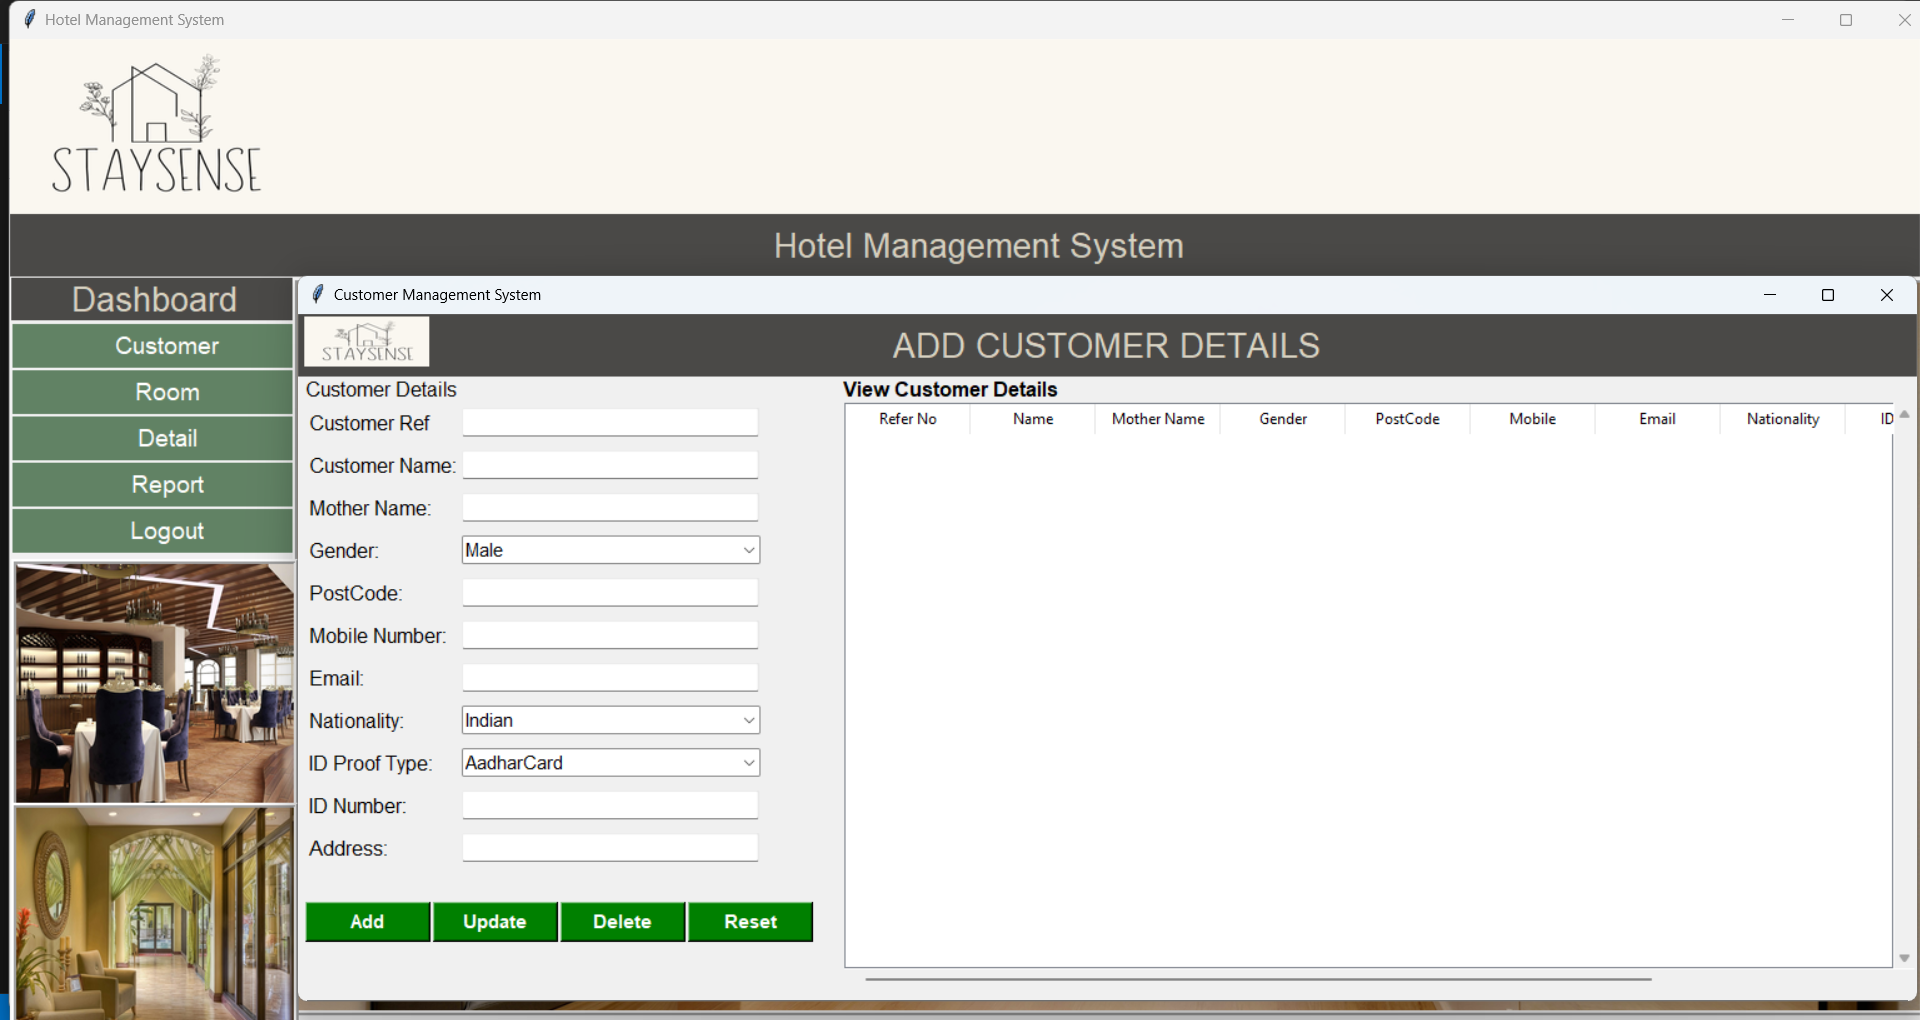 Hotel Management System
STAYSENSE
Hotel Management System
Dashboard
Customer
Room
Detail
Report
Logout
Customer Management System
STAYSENSE
ADD CUSTOMER DETAILS
Customer Details
Customer Ref
Customer Name:
Mother Name:
Gender: Male
PostCode:
Mobile Number:
Email:
Nationality: Indian
ID Proof Type: AadharCard
ID Number:
Address:
Add Update Delete Reset
View Customer Details
Refer No Name Mother Name Gender PostCode Mobile Email Nationality ID